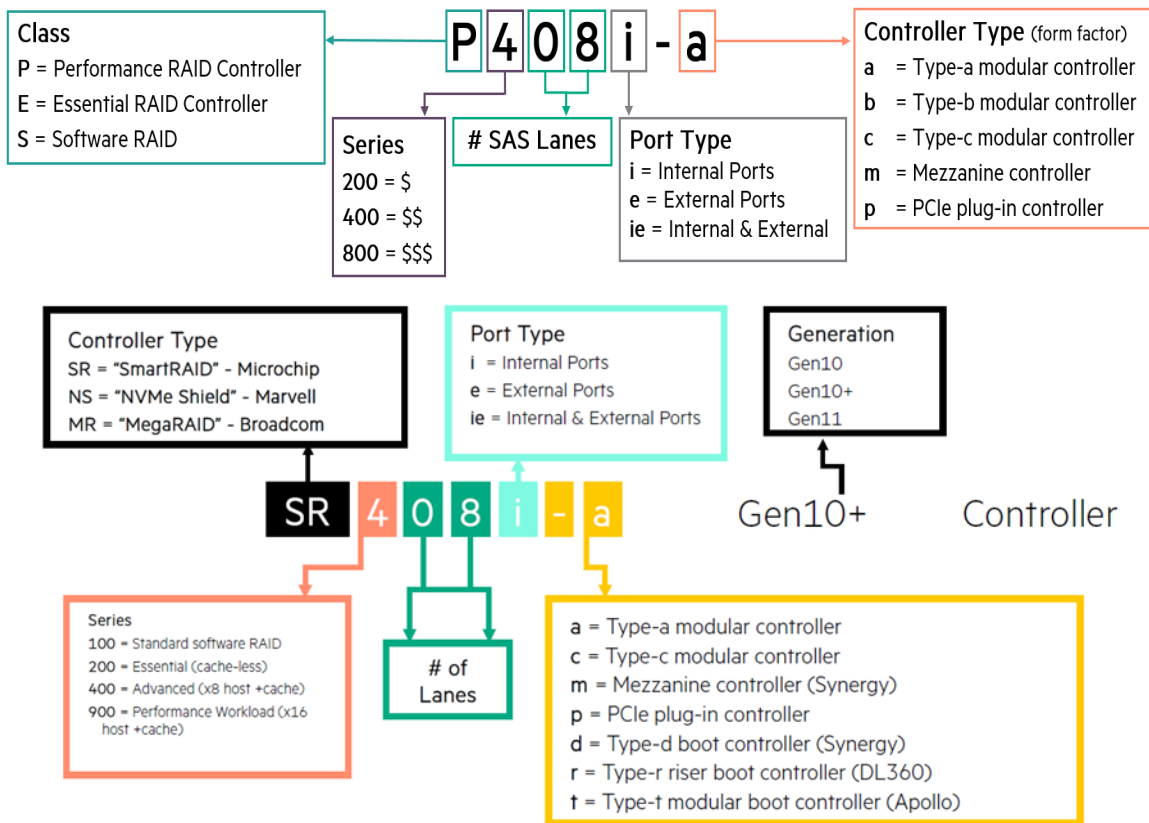 P408i-a
Class
P = Performance RAID Controller
E = Essential RAID Controller
S = Software RAID
Series
200 = $
400 = $$
800 = $$$
# SAS Lanes
Port Type
i = Internal Ports
e = External Ports
ie = Internal & External
Controller Type (form factor)
a = Type-a modular controller
b = Type-b modular controller
c = Type-c modular controller
m = Mezzanine controller
p = PCIe plug-in controller
Controller Type
SR = “SmartRAID” - Microchip
NS = “NVMe Shield” - Marvell
MR = “MegaRAID” - Broadcom
Port Type
i = Internal Ports
e = External Ports
ie = Internal & External Ports
Generation
Gen10
Gen10+
Gen11
SR 4 0 8 i - a Gen10+ Controller
Series
100 = Standard software RAID
200 = Essential (cache-less)
400 = Advanced (x8 host +cache)
900 = Performance Workload (x16
host +cache)
# of
Lanes
a = Type-a modular controller
c = Type-c modular controller
m = Mezzanine controller (Synergy)
p = PCIe plug-in controller
d = Type-d boot controller (Synergy)
r = Type-r riser boot controller (DL360)
t = Type-t modular boot controller (Apollo)